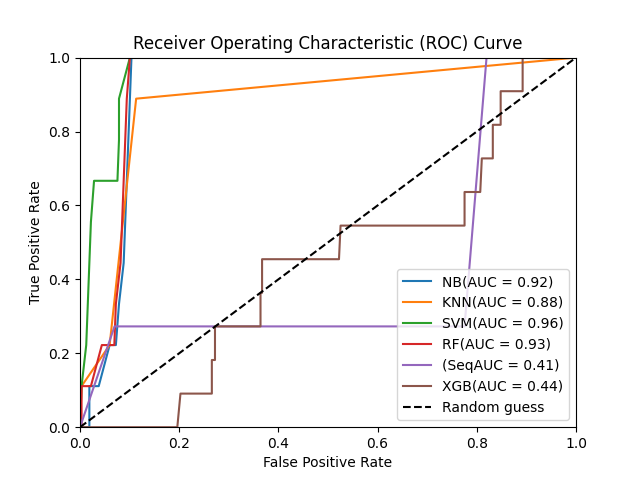 Receiver Operating Characteristic (ROC) Curve
1.0
0.8
0.6
0.4
0.2
0.0
True Positive Rate
NB(AUC = 0.92)
KNN(AUC = 0.88)
SVM(AUC = 0.96)
RF(AUC = 0.93)
(SeqAUC = 0.41)
XGB(AUC = 0.44)
Random guess
0.0 0.2 0.4 0.6 0.8 1.0
False Positive Rate